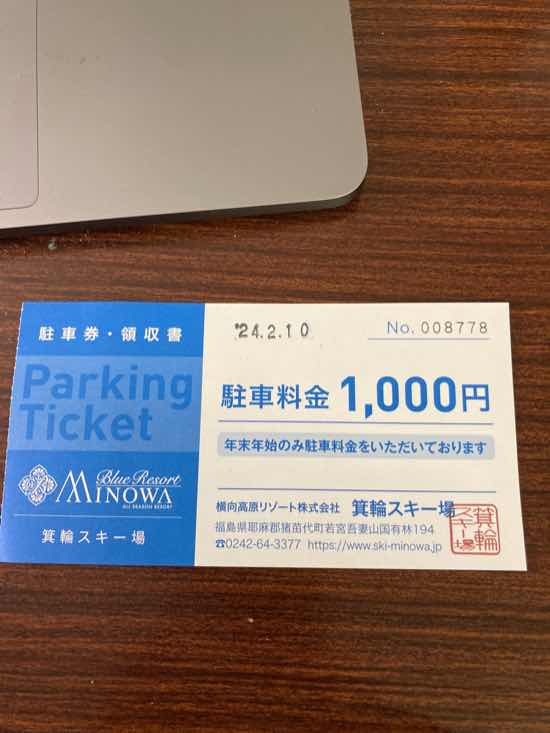 駐車券・領収書
Parking
Ticket
Blue Resort
MINOWA
ALL SEASON RESORT
箕輪スキー場
'24.2.10
No. 008778
駐車料金 1,000円
年末年始のみ駐車料金をいただいております
横向高原リゾート株式会社 箕輪スキー場
福島県耶麻郡猪苗代町若宮吾妻山国有林194
☎0242-64-3377 https://www.ski-minowa.jp
箕輪
スキー場